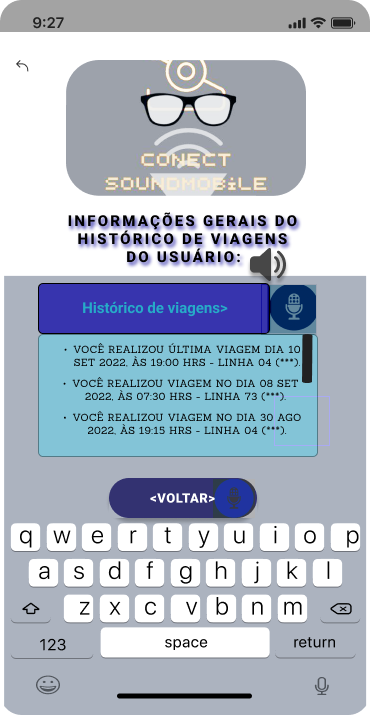 9:27
CONECT
SOUNDMOBiLE
INFORMAÇÕES GERAIS DO
HISTÓRICO DE VIAGENS
DO USUÁRIO:
Histórico de viagens>
• VOCÊ REALIZOU ÚLTIMA VIAGEM DIA 10
SET 2022, ÀS 19:00 HRS - LINHA 04 (***).
• VOCÊ REALIZOU VIAGEM NO DIA 08 SET
2022, ÀS 07:30 HRS - LINHA 73 (***).
• VOCÊ REALIZOU VIAGEM NO DIA 30 AGO
2022, ÀS 19:15 HRS - LINHA 04 (***).
<VOLTAR>
q w e r t y u i o p
a s d f g h j k l
z x c v b n m
123 space return